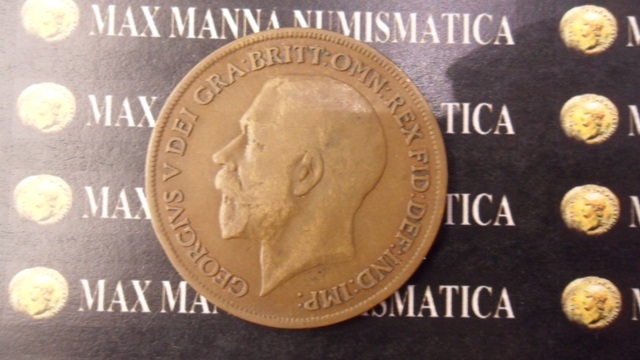 MAX MANNA NUMISMATICA
GEORGIVS V DEI GRA: BRITT: OMN: REX FID: DEF: IND: IMP:
MAX
TICA
MAX
TICA
M
MAX MA
SMATICA